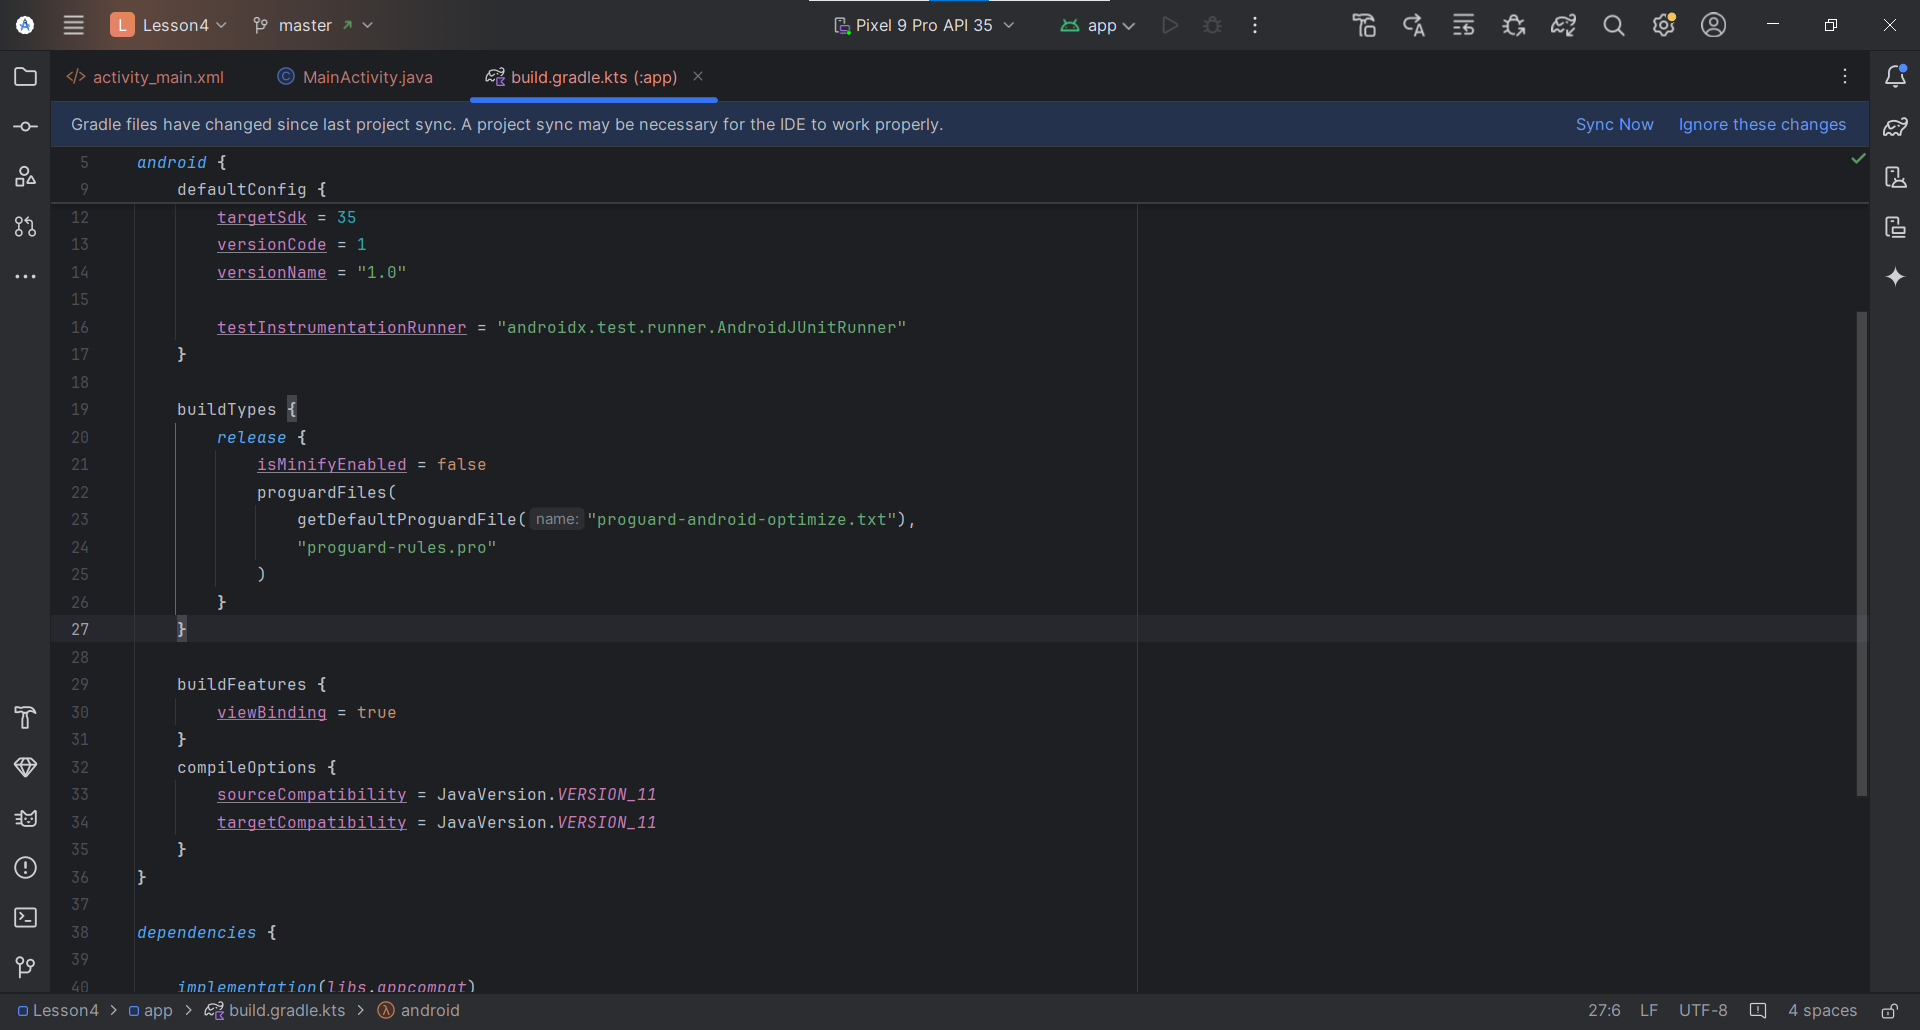 L Lesson4 master Pixel 9 Pro API 35 app
activity_main.xml MainActivity.java build.gradle.kts (:app)
Gradle files have changed since last project sync. A project sync may be necessary for the IDE to work properly. Sync Now Ignore these changes
5 android {
9 defaultConfig {
12 targetSdk = 35
13 versionCode = 1
14 versionName = "1.0"
15
16 testInstrumentationRunner = "androidx.test.runner.AndroidJUnitRunner"
17 }
18
19 buildTypes {
20 release {
21 isMinifyEnabled = false
22 proguardFiles(
23 getDefaultProguardFile( name: "proguard-android-optimize.txt"),
24 "proguard-rules.pro"
25 )
26 }
27 }
28
29 buildFeatures {
30 viewBinding = true
31 }
32 compileOptions {
33 sourceCompatibility = JavaVersion.VERSION_11
34 targetCompatibility = JavaVersion.VERSION_11
35 }
36 }
37
38 dependencies {
39
40 implementation(libs.appcompat)
Lesson4 > app > build.gradle.kts > android 27:6 LF UTF-8 4 spaces